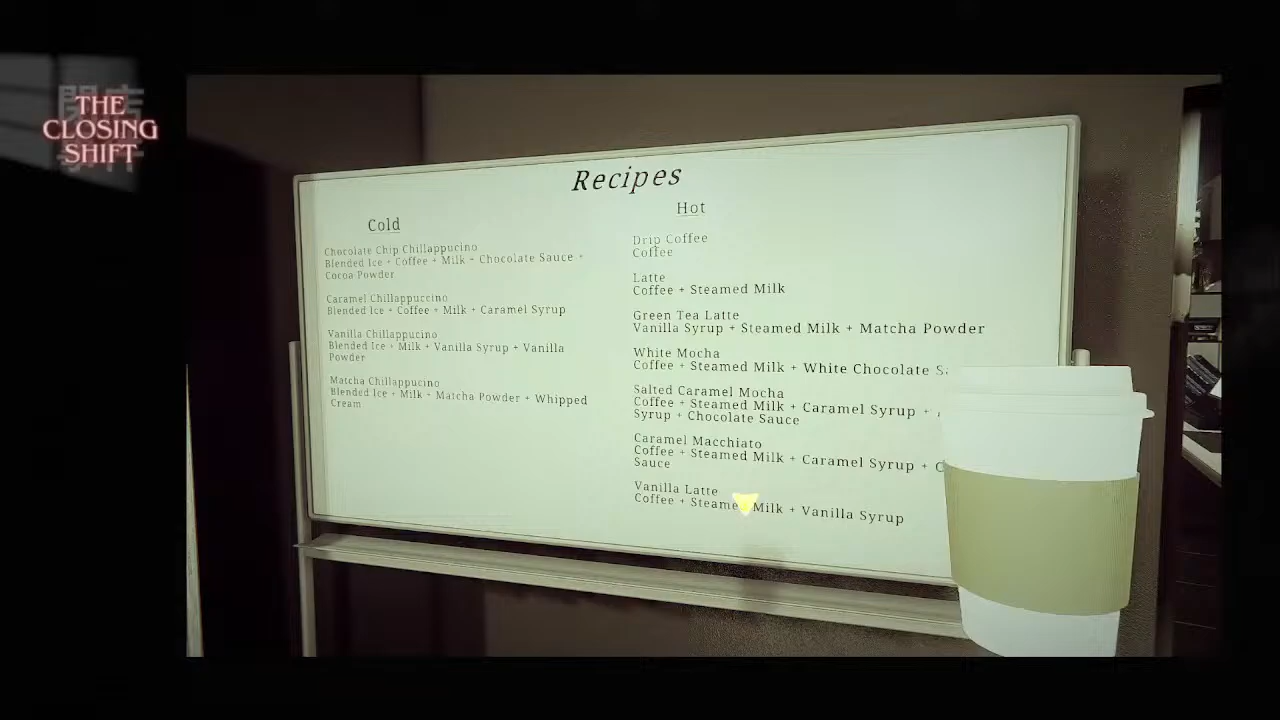 THE
CLOSING
SHIFT
Recipes
Cold
Chocolate Chip Chillappucino
Blended Ice + Coffee + Milk + Chocolate Sauce +
Cocoa Powder
Caramel Chillappuccino
Blended Ice + Coffee + Milk + Caramel Syrup
Vanilla Chillappucino
Blended Ice + Milk + Vanilla Syrup + Vanilla
Powder
Matcha Chillappucino
Blended Ice + Milk + Matcha Powder + Whipped
Cream
Hot
Drip Coffee
Coffee
Latte
Coffee + Steamed Milk
Green Tea Latte
Vanilla Syrup + Steamed Milk + Matcha Powder
White Mocha
Coffee + Steamed Milk + White Chocolate
Salted Caramel Mocha
Coffee + Steamed Milk + Caramel Syrup +
Syrup + Chocolate Sauce
Caramel Macchiato
Coffee + Steamed Milk + Caramel Syrup +
Sauce
Vanilla Latte
Coffee + Steamed Milk + Vanilla Syrup